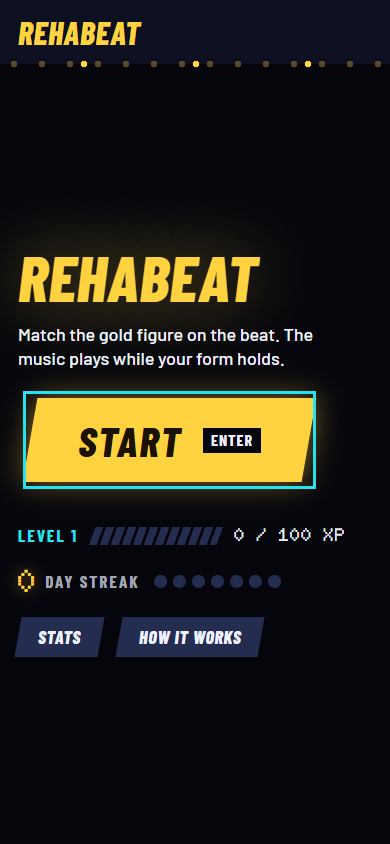 REHABEAT
REHABEAT
Match the gold figure on the beat. The
music plays while your form holds.
START ENTER
LEVEL 1 0 / 100 XP
0 DAY STREAK
STATS HOW IT WORKS